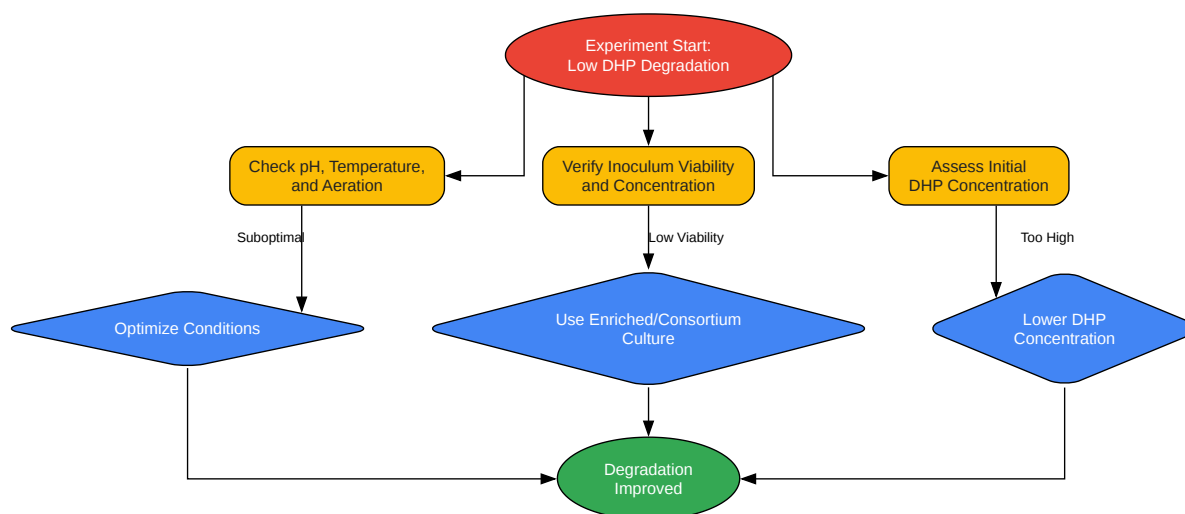 Experiment Start:
Low DHP Degradation
Check pH, Temperature,
and Aeration
Verify Inoculum Viability
and Concentration
Assess Initial
DHP Concentration
Suboptimal
Low Viability
Too High
Optimize Conditions
Use Enriched/Consortium
Culture
Lower DHP
Concentration
Degradation
Improved